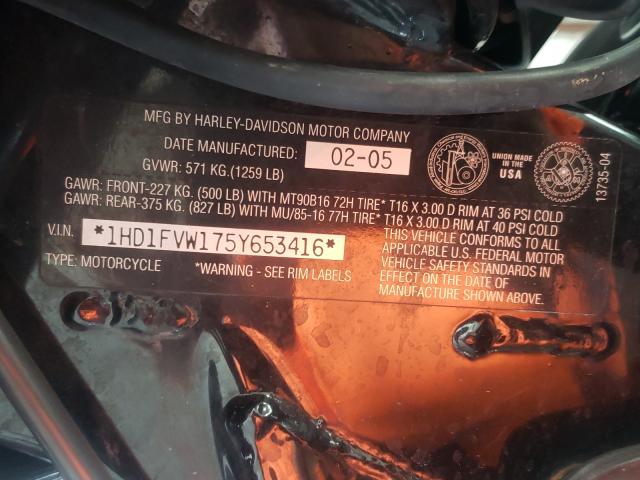 MFG BY HARLEY-DAVIDSON MOTOR COMPANY
DATE MANUFACTURED: 02-05
GVWR: 571 KG.(1259 LB)
UNION MADE
IN THE
USA
13735-04
GAWR: FRONT-227 KG. (500 LB) WITH MT90B16 72H TIRE* T16 X 3.00 D RIM AT 36 PSI COLD
GAWR: REAR-375 KG. (827 LB) WITH MU/85-16 77H TIRE* T16 X 3.00 D RIM AT 40 PSI COLD
V.I.N. *1HD1FVW175Y653416*
TYPE: MOTORCYCLE *WARNING - SEE RIM LABELS
THIS VEHICLE CONFORMS TO ALL
APPLICABLE U.S. FEDERAL MOTOR
VEHICLE SAFETY STANDARDS IN
EFFECT ON THE DATE OF
MANUFACTURE SHOWN ABOVE.